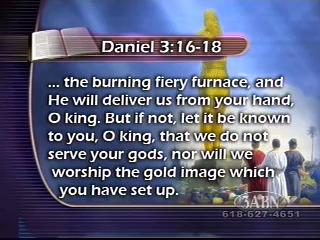 Daniel 3:16-18
... the burning fiery furnace, and
He will deliver us from your hand,
O king. But if not, let it be known
to you, O king, that we do not
serve your gods, nor will we
worship the gold image which
you have set up.
3ABN
618-627-4651